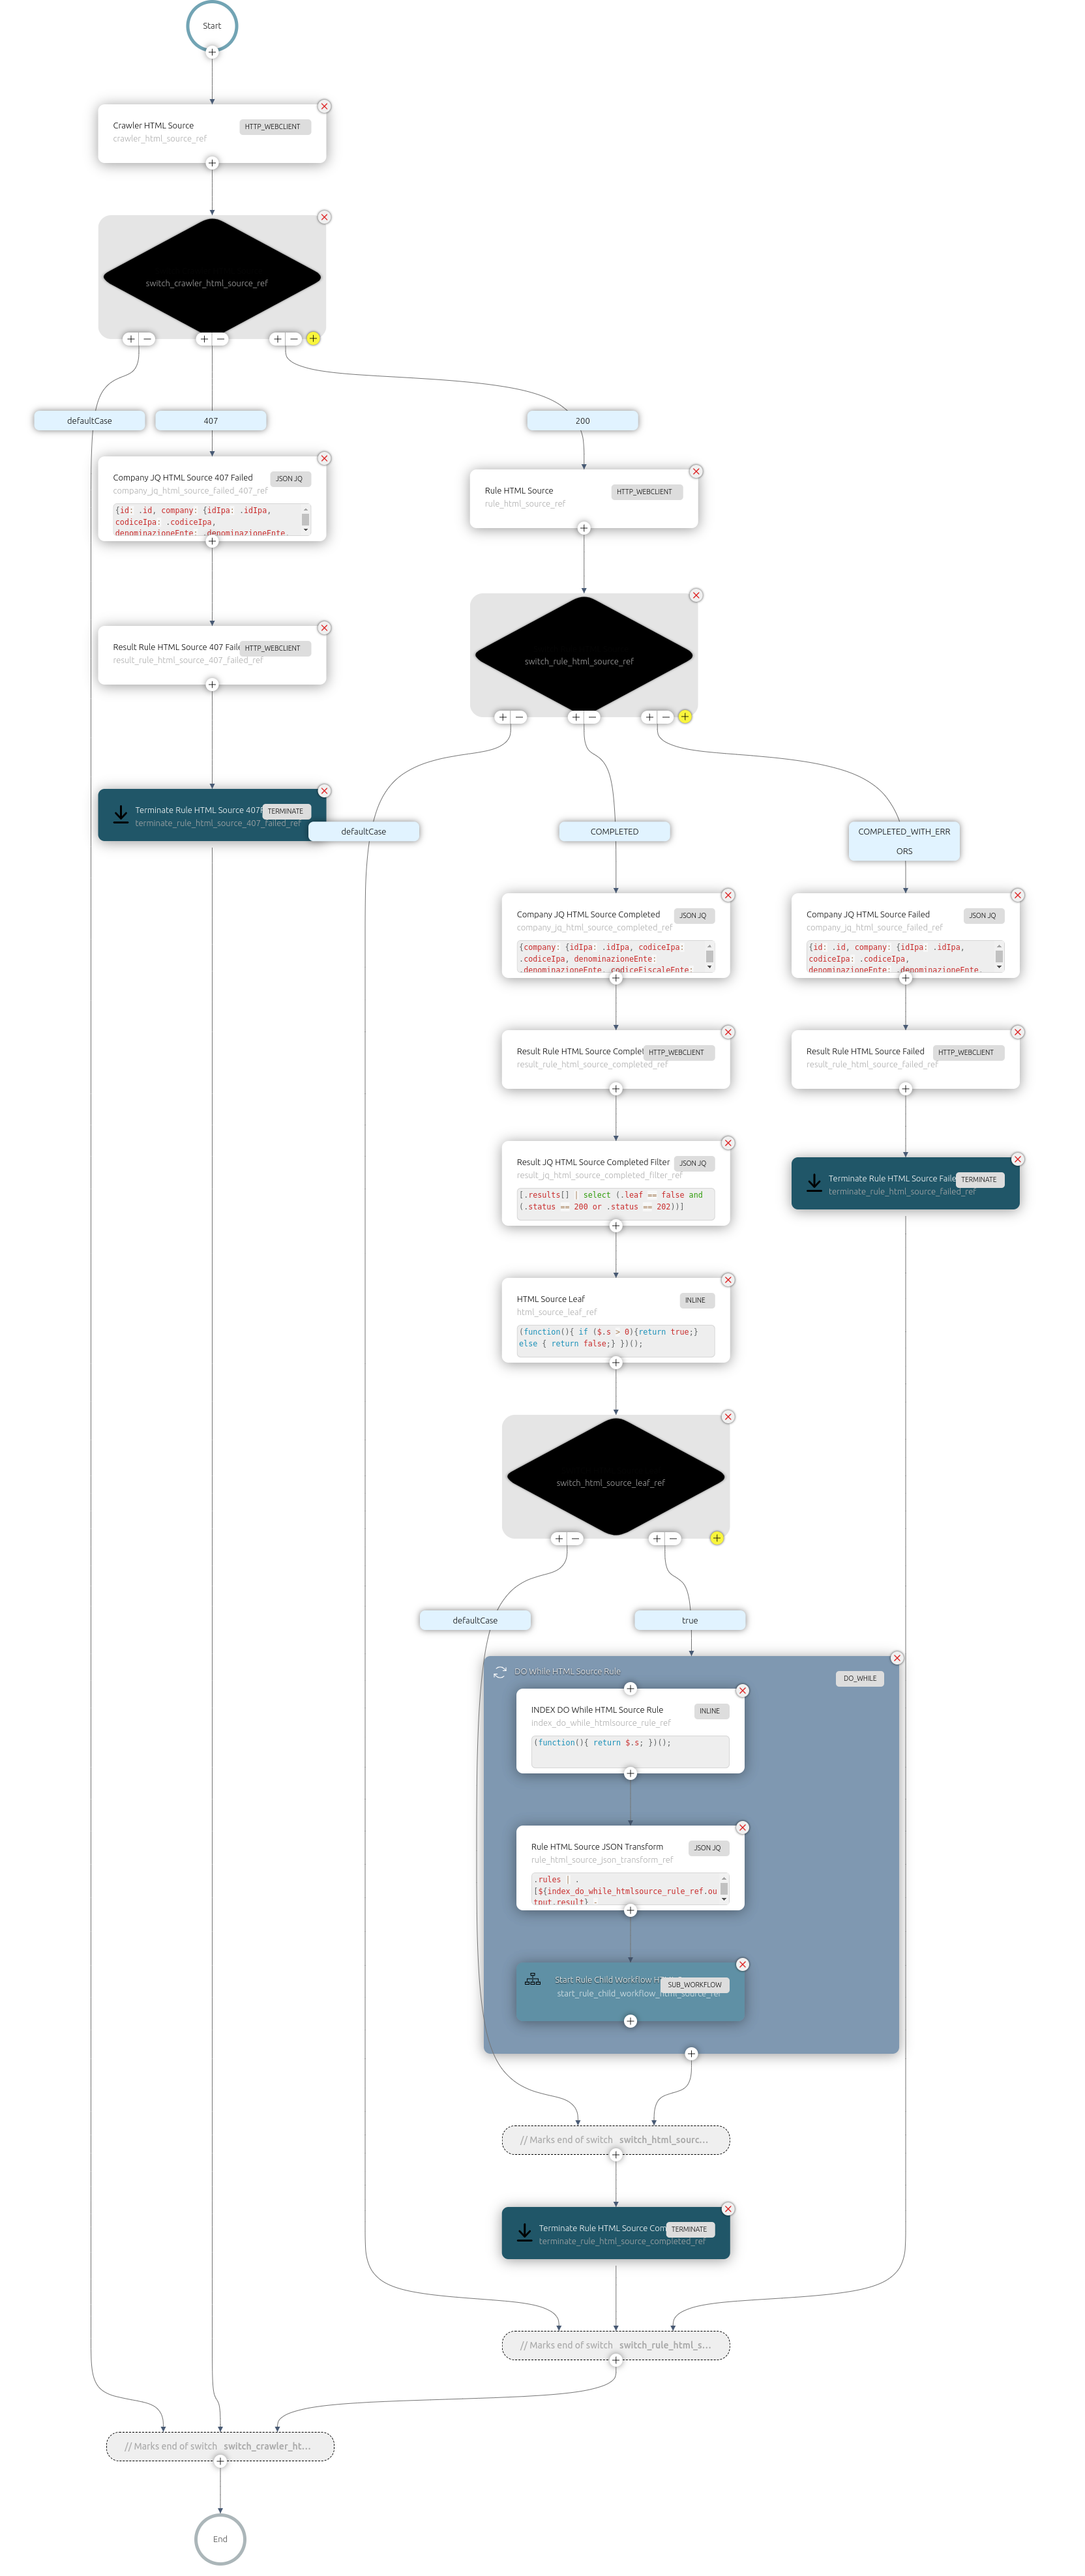 Start
Crawler HTML Source
HTTP_WEBCLIENT
crawler_html_source_ref
switch_crawler_html_source_ref
defaultCase
407
200
Company JQ HTML Source 407 Failed
JSON JQ
company_jq_html_source_failed_407_ref
{id: .id, company: {idIpa: .idIpa,
codiceIpa: .codiceIpa,
denominazioneEnte: .denominazioneEnte,
Rule HTML Source
HTTP_WEBCLIENT
rule_html_source_ref
Result Rule HTML Source 407
HTTP_WEBCLIENT
result_rule_html_source_407_failed_ref
switch_rule_html_source_ref
Terminate Rule HTML Source 407
TERMINATE
terminate_rule_html_source_407_failed_ref
defaultCase
COMPLETED
COMPLETED_WITH_ERR
ORS
Company JQ HTML Source Completed
JSON JQ
company_jq_html_source_completed_ref
{company: {idIpa: .idIpa, codiceIpa:
.codiceIpa, denominazioneEnte:
.denominazioneEnte, codiceFiscaleEnte:
Company JQ HTML Source Failed
JSON JQ
company_jq_html_source_failed_ref
{id: .id, company: {idIpa: .idIpa,
codiceIpa: .codiceIpa,
denominazioneEnte: .denominazioneEnte,
Result Rule HTML Source
HTTP_WEBCLIENT
result_rule_html_source_completed_ref
Result Rule HTML Source Failed
HTTP_WEBCLIENT
result_rule_html_source_failed_ref
Result JQ HTML Source Completed Filter
JSON JQ
result_jq_html_source_completed_filter_ref
[.results[] | select (.leaf == false and
(.status == 200 or .status == 202))]
Terminate Rule HTML Source
TERMINATE
terminate_rule_html_source_failed_ref
HTML Source Leaf
INLINE
html_source_leaf_ref
(function(){ if ($.s > 0){return true;}
else { return false;} })();
switch_html_source_leaf_ref
defaultCase
true
DO While HTML Source Rule
DO_WHILE
INDEX DO While HTML Source Rule
INLINE
index_do_while_htmlsource_rule_ref
(function(){ return $.s; })();
Rule HTML Source JSON Transform
JSON JQ
rule_html_source_json_transform_ref
.rules | .
[${index_do_while_htmlsource_rule_ref.ou
tput.result} -
Start Rule Child Workflow
SUB_WORKFLOW
start_rule_child_workflow_html_source_ref
// Marks end of switch switch_html_sourc...
Terminate Rule HTML Source
TERMINATE
terminate_rule_html_source_completed_ref
// Marks end of switch switch_rule_html_s...
// Marks end of switch switch_crawler_ht...
End